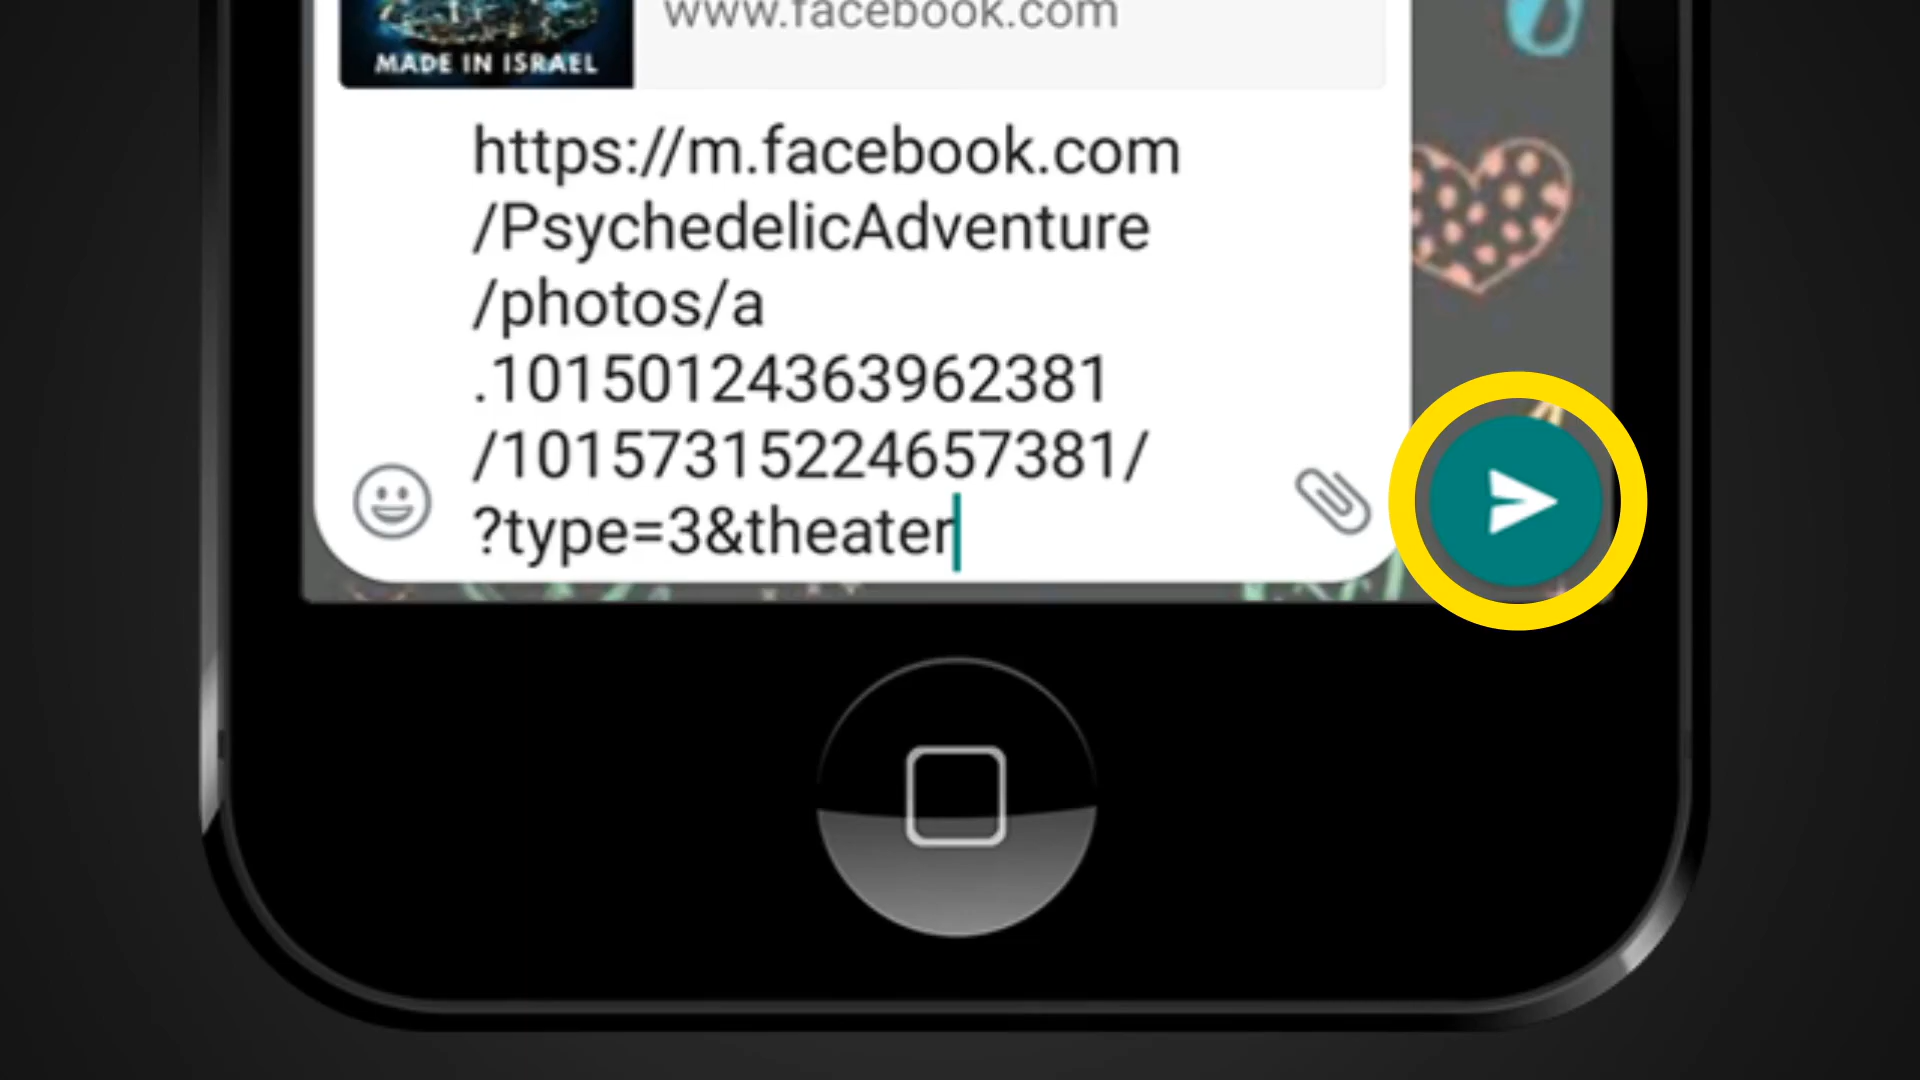 www.facebook.com
MADE IN ISRAEL
https://m.facebook.com
/PsychedelicAdventure
/photos/a
.10150124363962381
/10157315224657381/
?type=3&theater